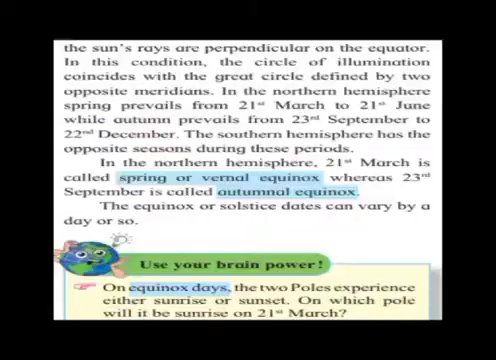 the sun's rays are perpendicular on the equator.
In this condition, the circle of illumination
coincides with the great circle defined by two
opposite meridians. In the northern hemisphere
spring prevails from 21st March to 21st June
while autumn prevails from 23rd September to
22nd December. The southern hemisphere has the
opposite seasons during these periods.
In the northern hemisphere, 21st March is
called spring or vernal equinox whereas 23rd
September is called autumnal equinox.
The equinox or solstice dates can vary by a
day or so.
Use your brain power!
On equinox days, the two Poles experience
either sunrise or sunset. On which pole
will it be sunrise on 21st March?